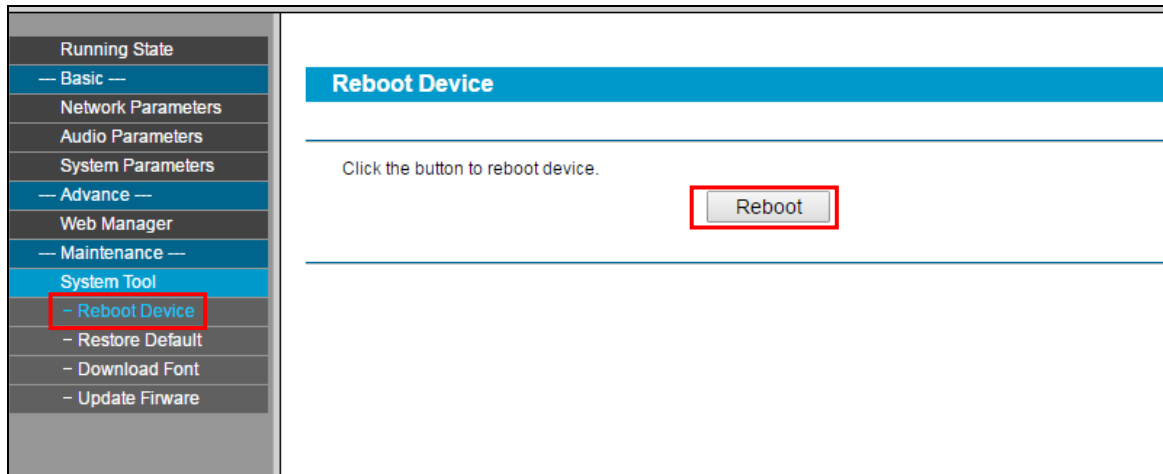 Running State
--- Basic ---
Network Parameters
Audio Parameters
System Parameters
--- Advance ---
Web Manager
--- Maintenance ---
System Tool
- Reboot Device
- Restore Default
- Download Font
- Update Firware
Reboot Device
Click the button to reboot device.
Reboot